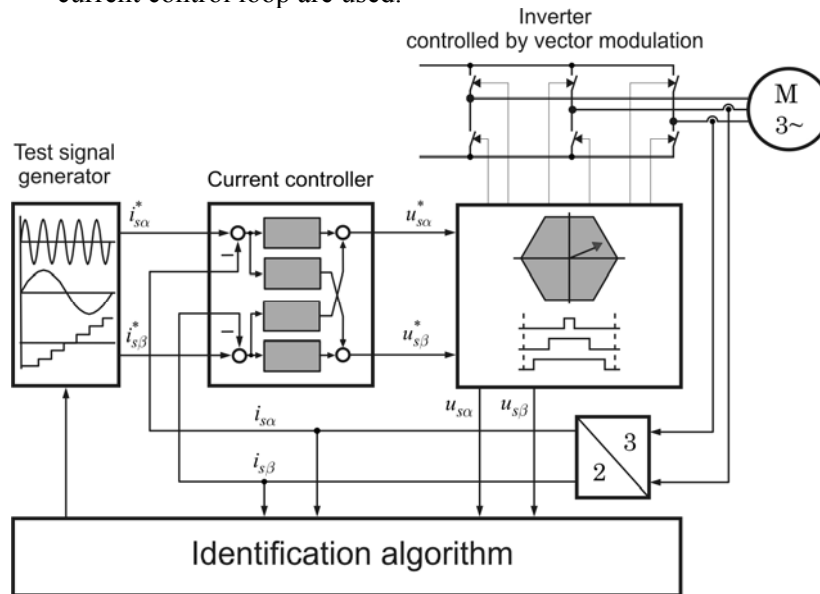 current control loop are used.
Inverter
controlled by vector modulation
M
3~
Test signal
generator
Current controller
i*sα
u*sα
−
−
i*sβ
u*sβ
usα
usβ
isα
3
2
isβ
Identification algorithm